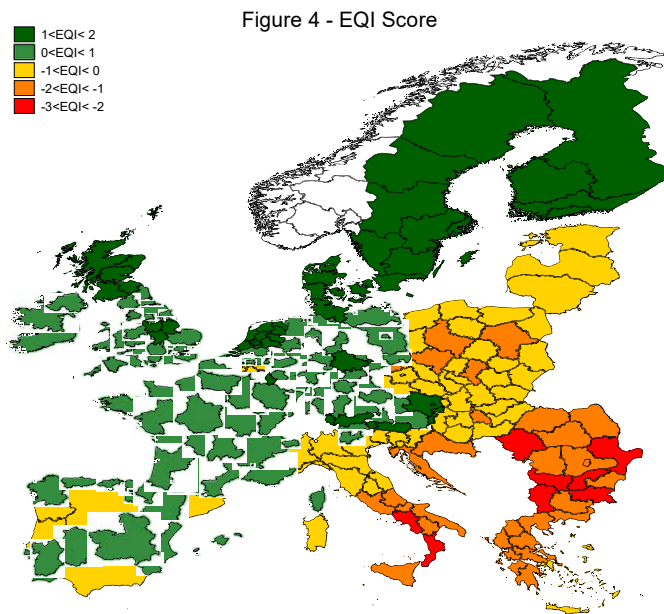 Figure 4 - EQI Score
1<EQI< 2
0<EQI< 1
-1<EQI< 0
-2<EQI< -1
-3<EQI< -2